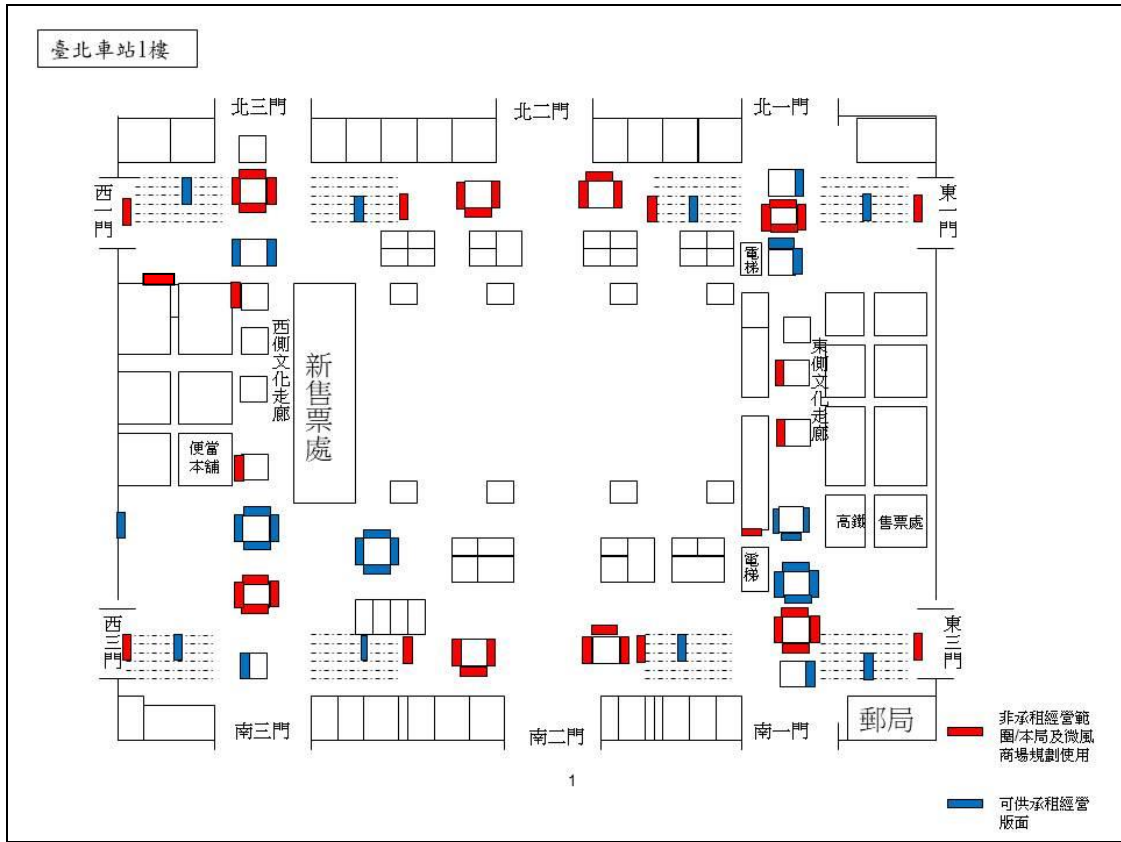 臺北車站1樓
北三門
北二門
北一門
西一門
東一門
電梯
西側文化走廊
新售票處
東側文化走廊
便當
本舖
高鐵
售票處
電梯
西三門
東三門
南三門
南二門
南一門
郵局
非承租經營範
圍/本局及微風
商場規劃使用
可供承租經營
版面
1